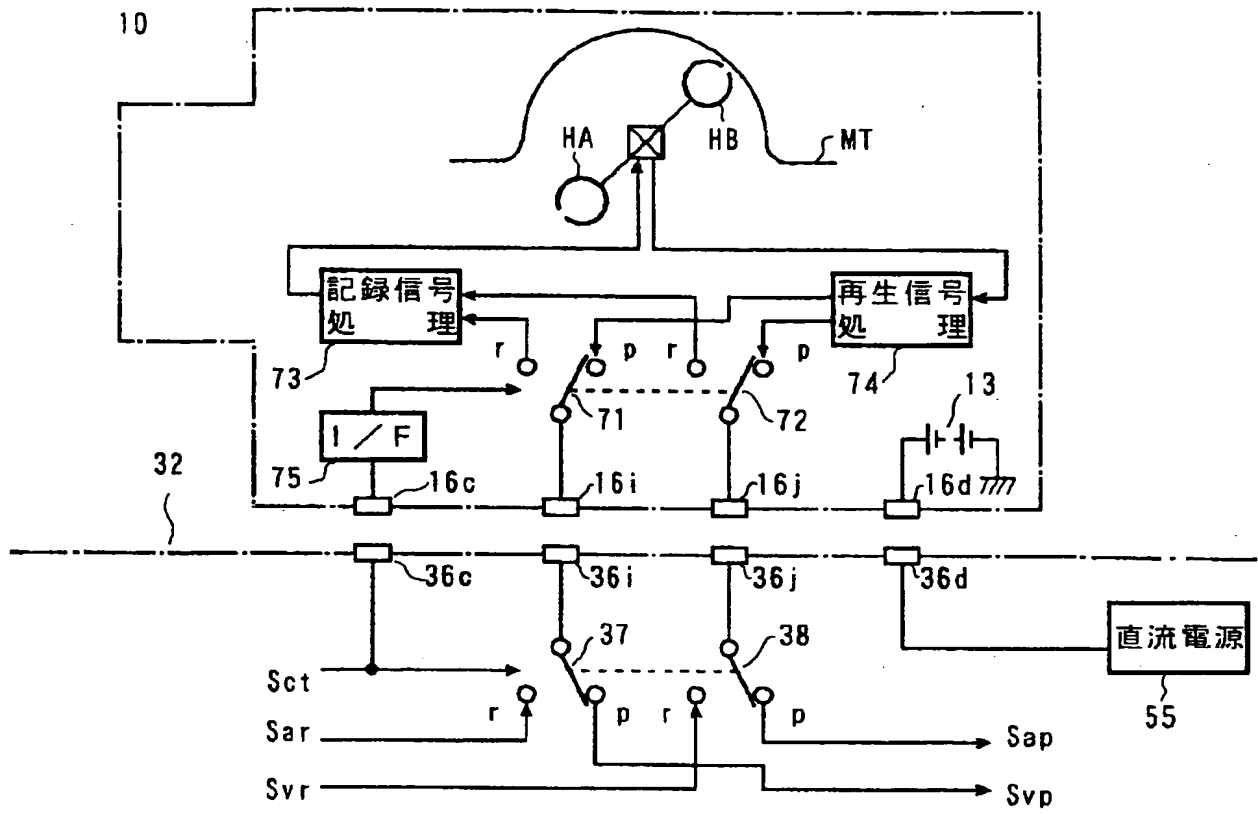 10
HA
HB
MT
記録信号
処理
再生信号
処理
r
p
r
p
73
74
71
72
13
I/F
75
32
16c
16i
16j
16d
36c
36i
36j
36d
37
38
直流電源
55
Sct
r
p
r
p
Sar
Sap
Svr
Svp